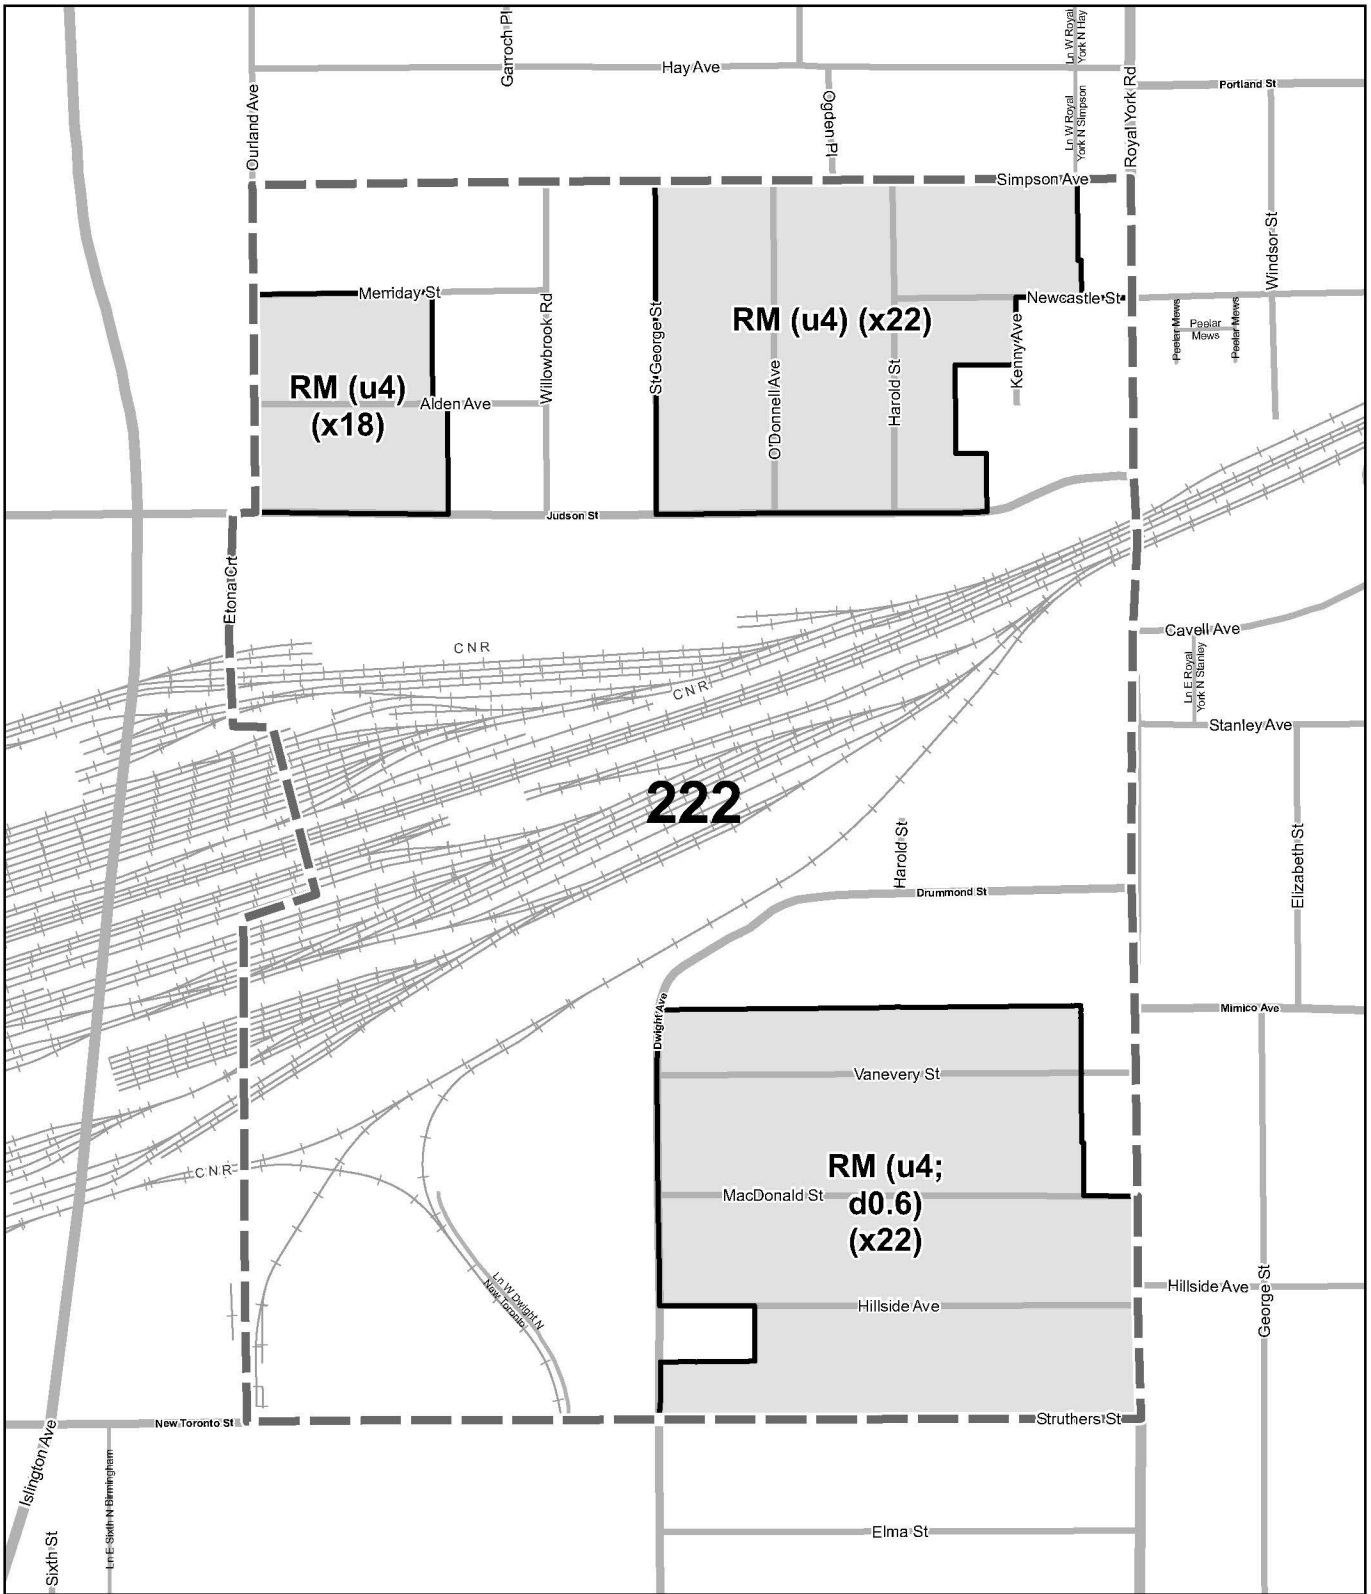 Garroch Pl
Ln W Royal
York N Hay
Hay Ave
Portland St
Ourland Ave
Ogden Pl
Ln W Royal
York N Simpson
Royal York Rd
Simpson Ave
Windsor St
Merriday St
Willowbrook Rd
St George St
RM (u4) (x22)
Newcastle St
Kenny Ave
Peelar Mews
Peelar
Mews
Peelar Mews
RM (u4)
(x18)
Alden Ave
O'Donnell Ave
Harold St
Judson St
Etona Crt
CNR
CNR
Cavell Ave
Ln E Royal
York N Stanley
Stanley Ave
222
Harold St
Drummond St
Elizabeth St
Dwight Ave
Mimico Ave
Vanevery St
CNR
RM (u4;
d0.6)
(x22)
MacDonald St
Ln W Dwight N
New Toronto
Hillside Ave
Hillside Ave
George St
New Toronto St
Struthers St
Islington Ave
Ln E Sixth N Birmingham
Sixth St
Elma St